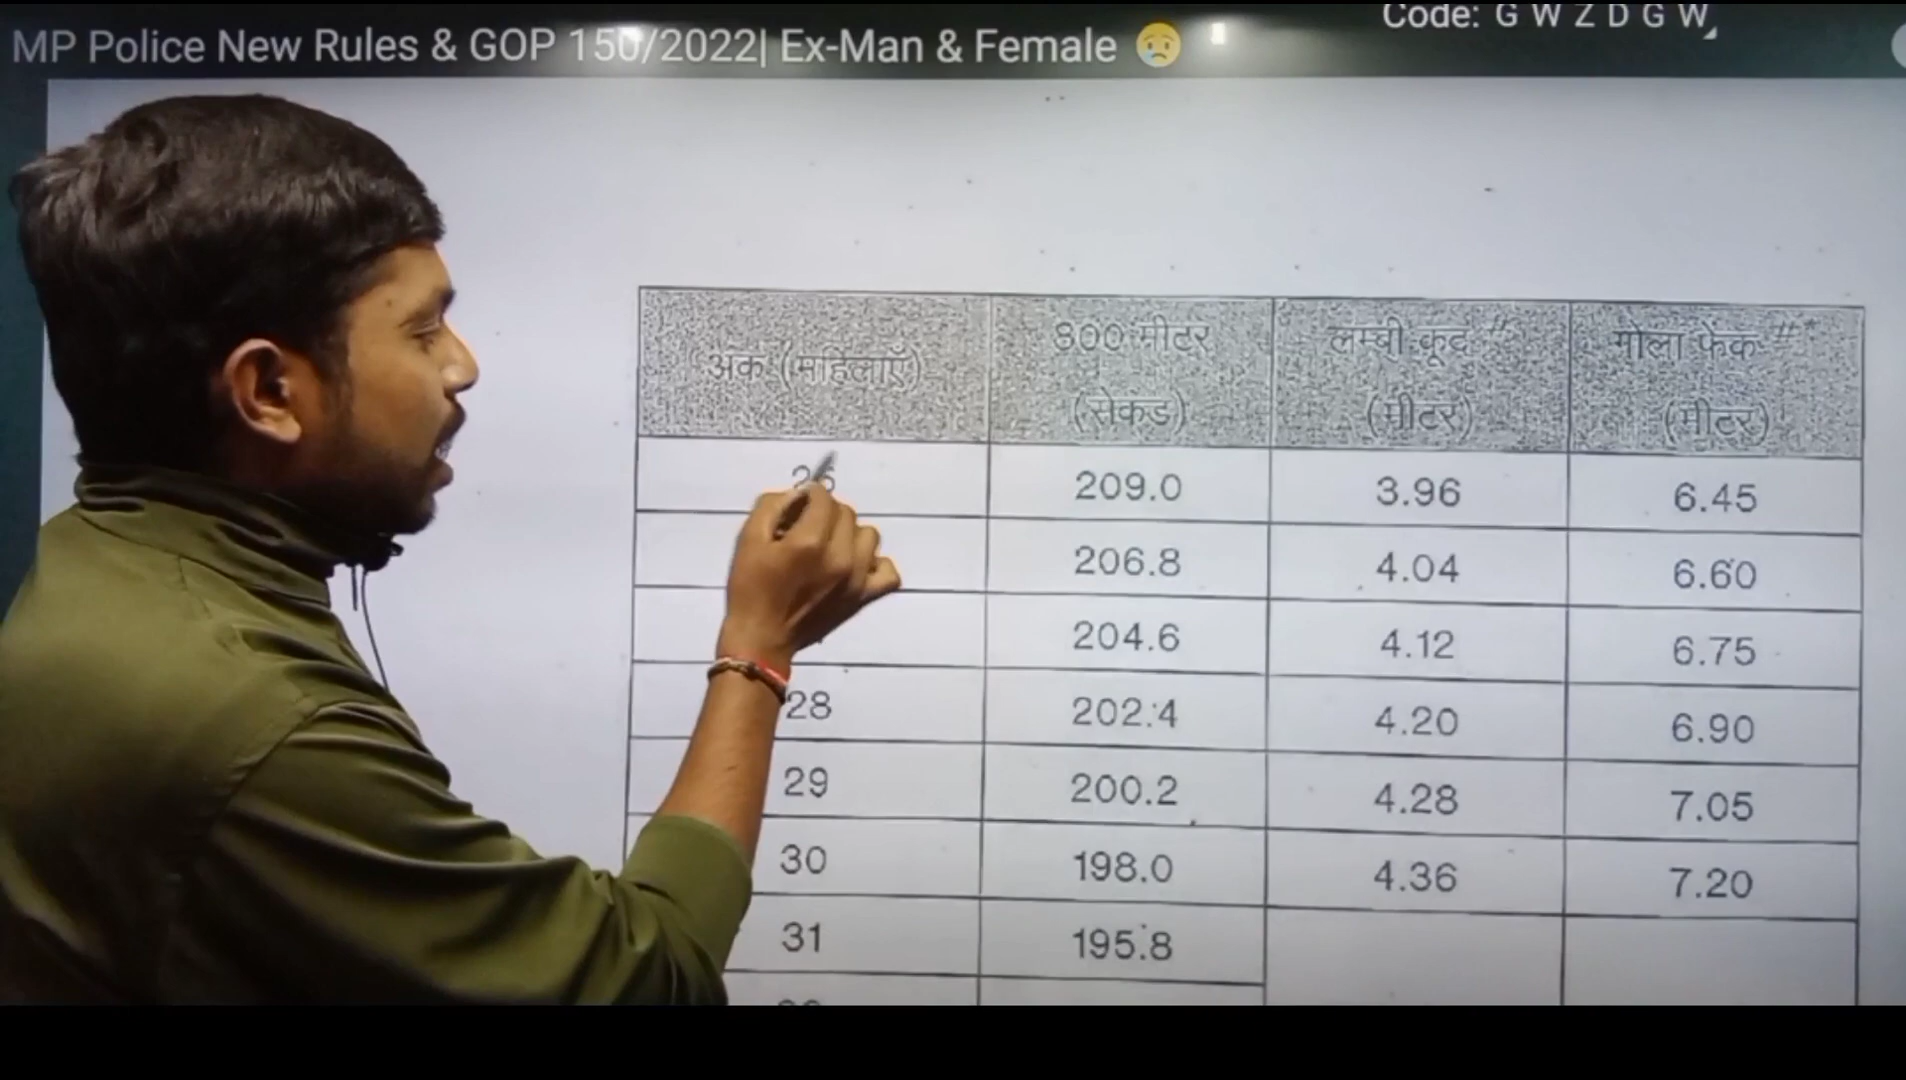 Code: G W Z D G W
MP Police New Rules & GOP 150/2022| Ex-Man & Female 😥
अंक (महिलाएँ) 800 मीटर लम्बी कूद # गोला फेंक #*
(सेकंड) (मीटर) (मीटर)
209.0 3.96 6.45
206.8 4.04 6.60
204.6 4.12 6.75
28 202.4 4.20 6.90
29 200.2 4.28 7.05
30 198.0 4.36 7.20
31 195.8